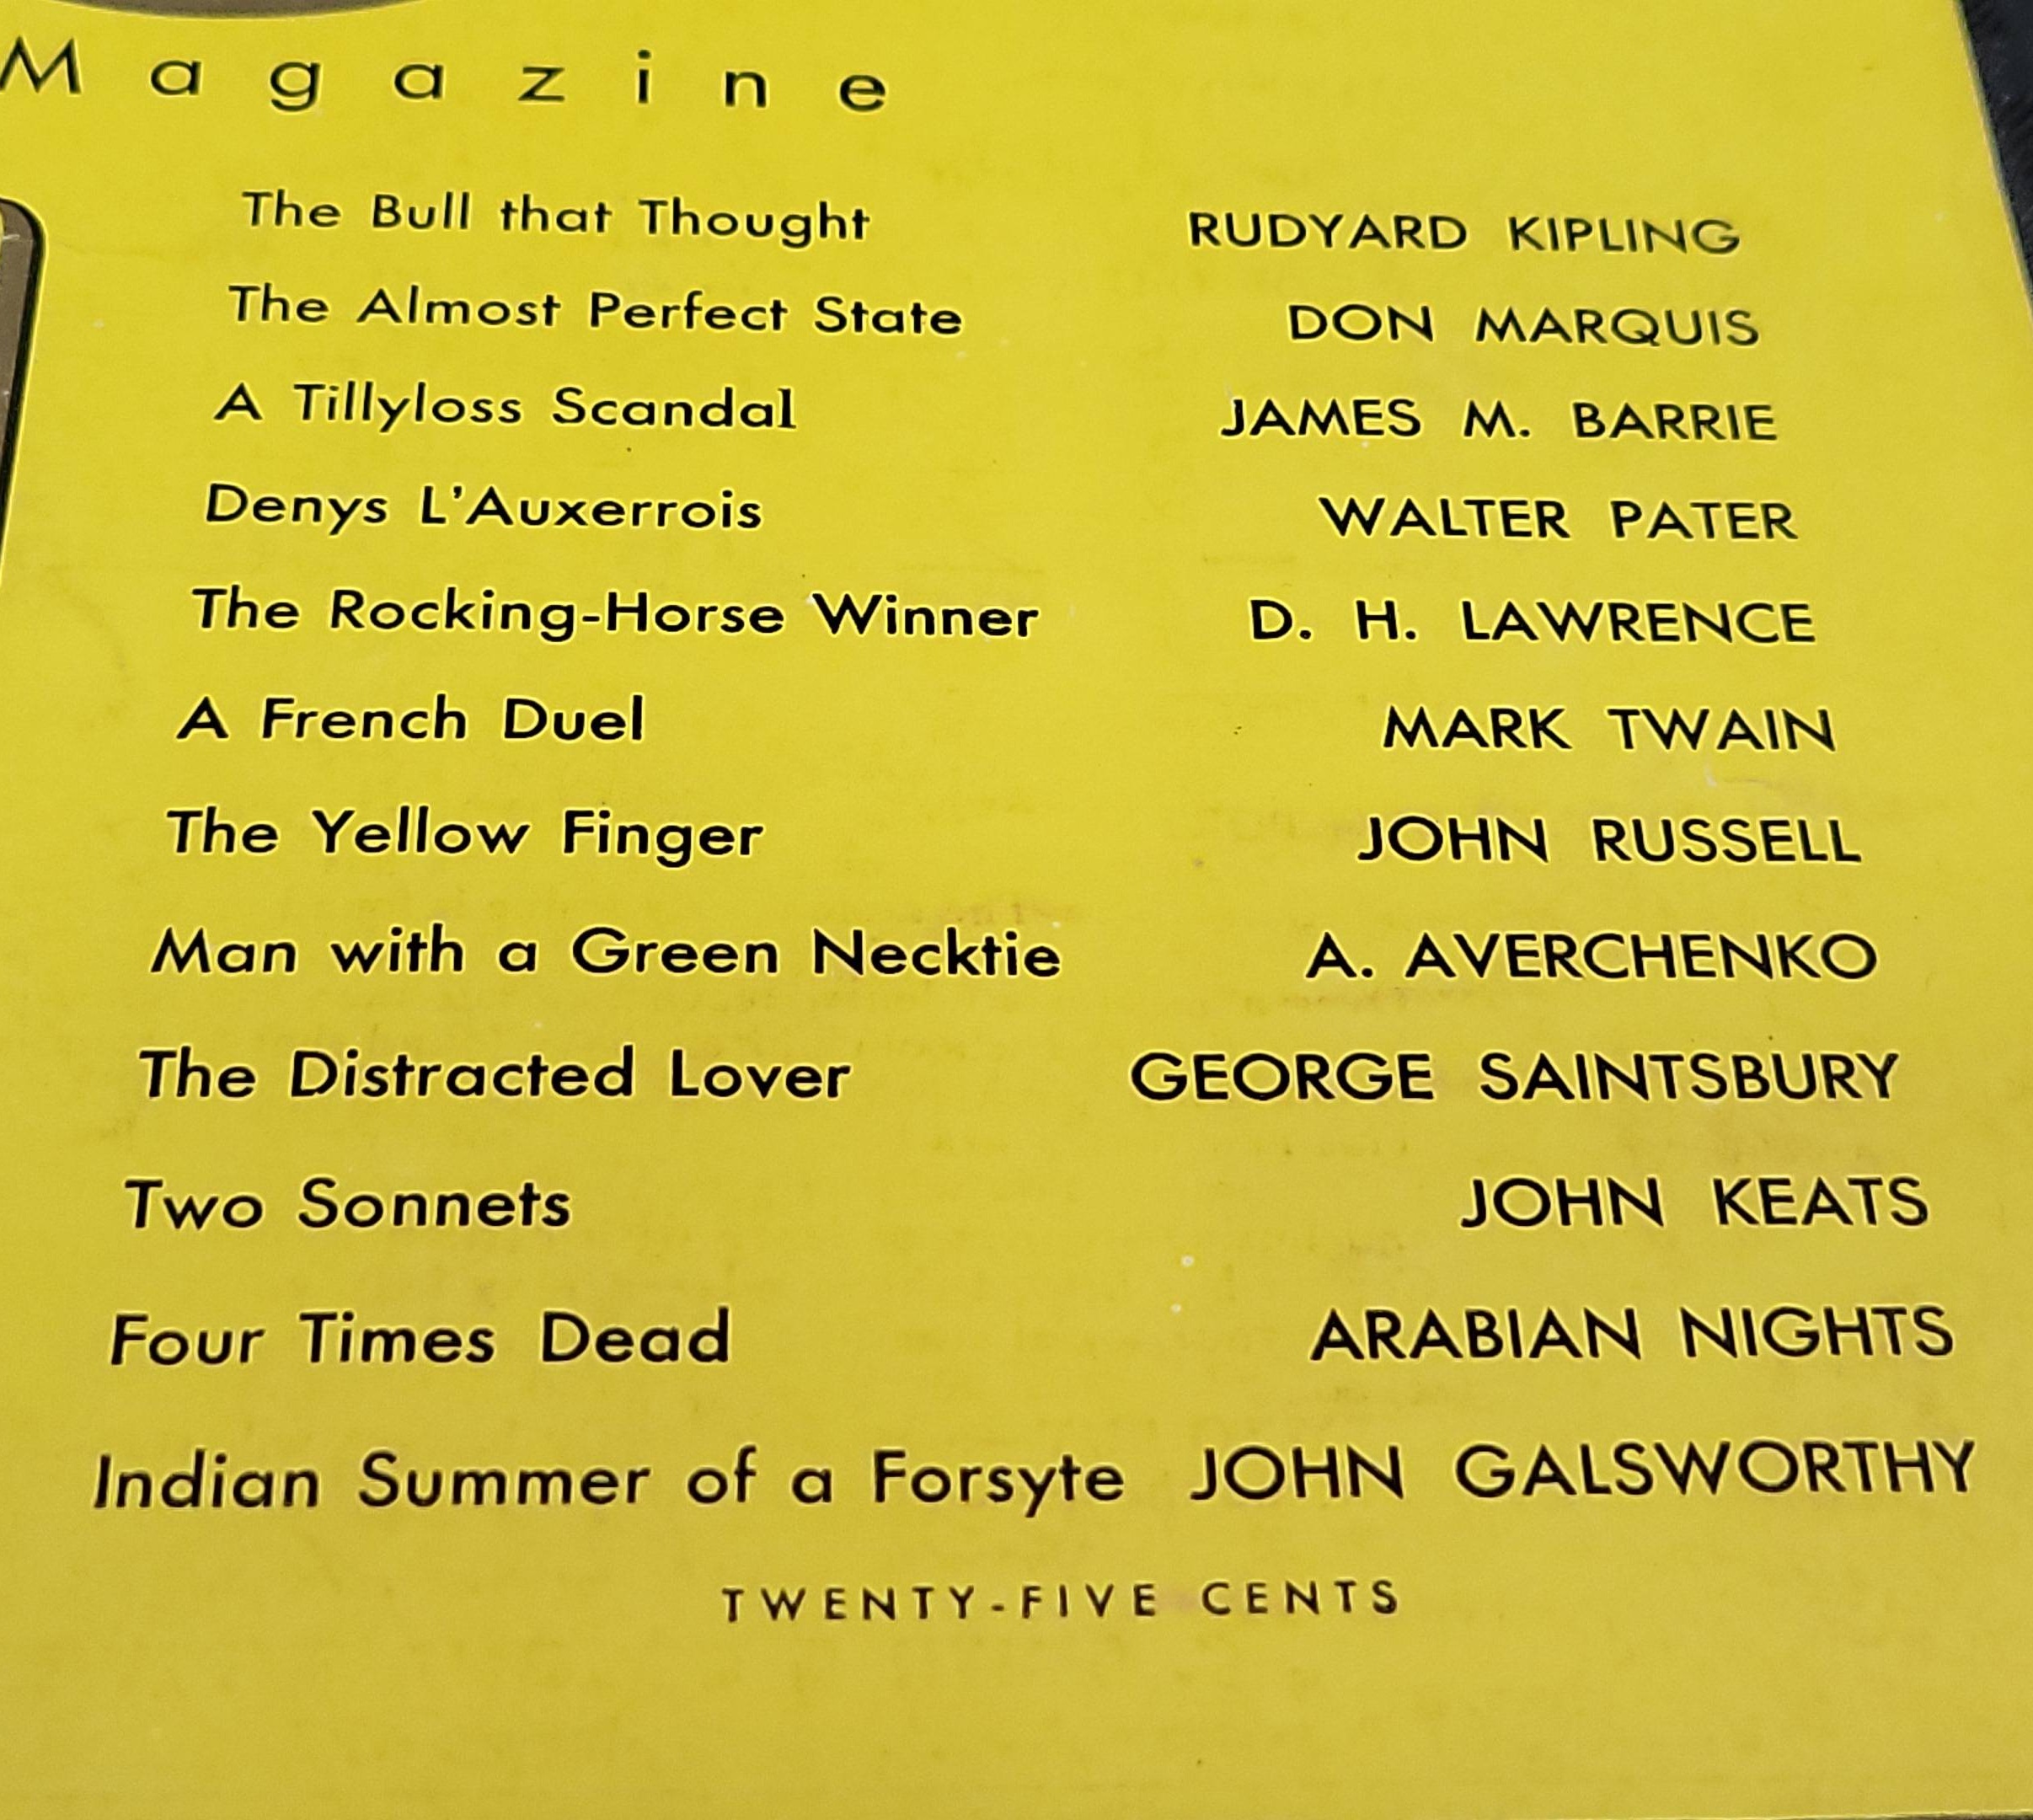 Magazine
The Bull that Thought RUDYARD KIPLING
The Almost Perfect State DON MARQUIS
A Tillyloss Scandal JAMES M. BARRIE
Denys L'Auxerrois WALTER PATER
The Rocking-Horse Winner D. H. LAWRENCE
A French Duel MARK TWAIN
The Yellow Finger JOHN RUSSELL
Man with a Green Necktie A. AVERCHENKO
The Distracted Lover GEORGE SAINTSBURY
Two Sonnets JOHN KEATS
Four Times Dead ARABIAN NIGHTS
Indian Summer of a Forsyte JOHN GALSWORTHY
TWENTY-FIVE CENTS